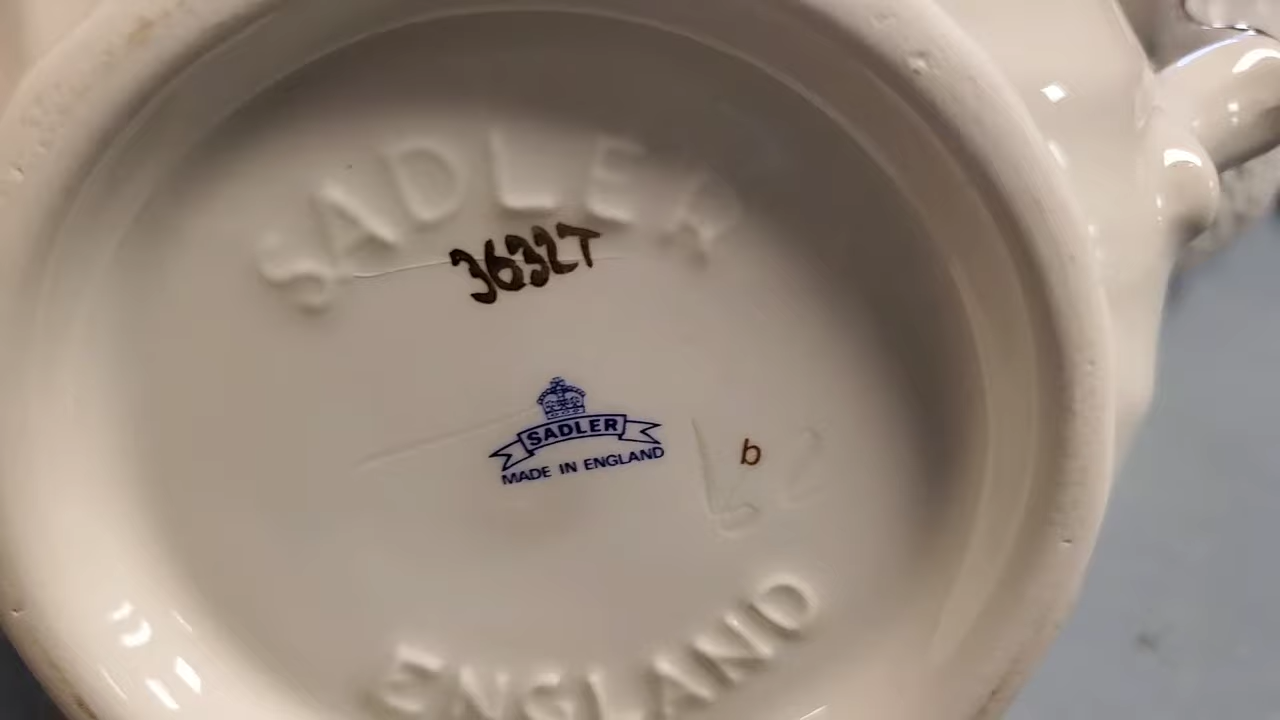 SADLER
3632T
SADLER
MADE IN ENGLAND
b
ENGLAND